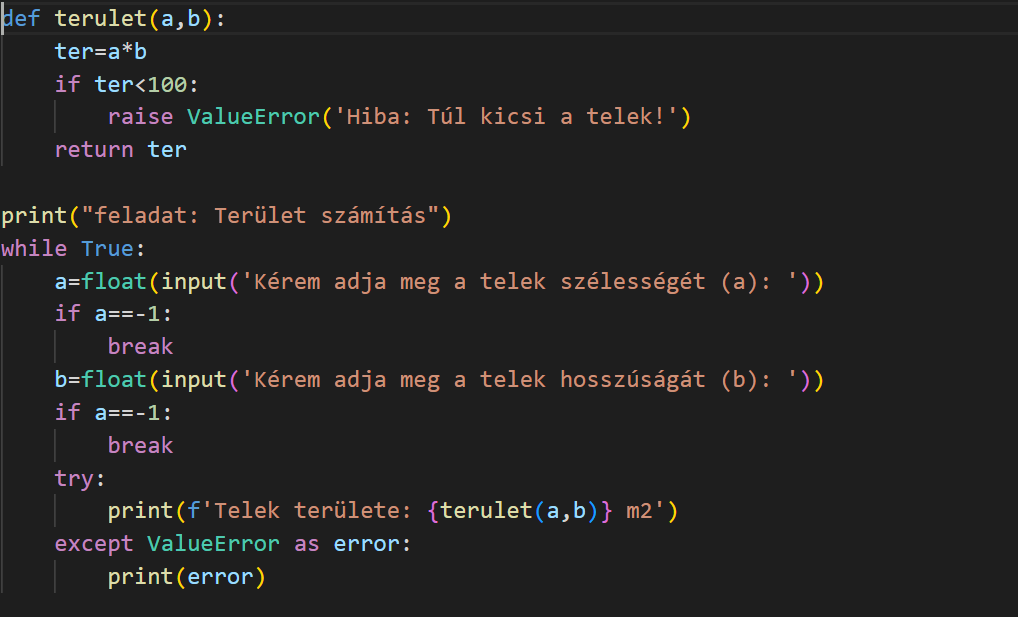 def terulet(a,b):
    ter=a*b
    if ter<100:
        raise ValueError('Hiba: Túl kicsi a telek!')
    return ter

print("feladat: Terület számítás")
while True:
    a=float(input('Kérem adja meg a telek szélességét (a): '))
    if a==-1:
        break
    b=float(input('Kérem adja meg a telek hosszúságát (b): '))
    if a==-1:
        break
    try:
        print(f'Telek területe: {terulet(a,b)} m2')
    except ValueError as error:
        print(error)